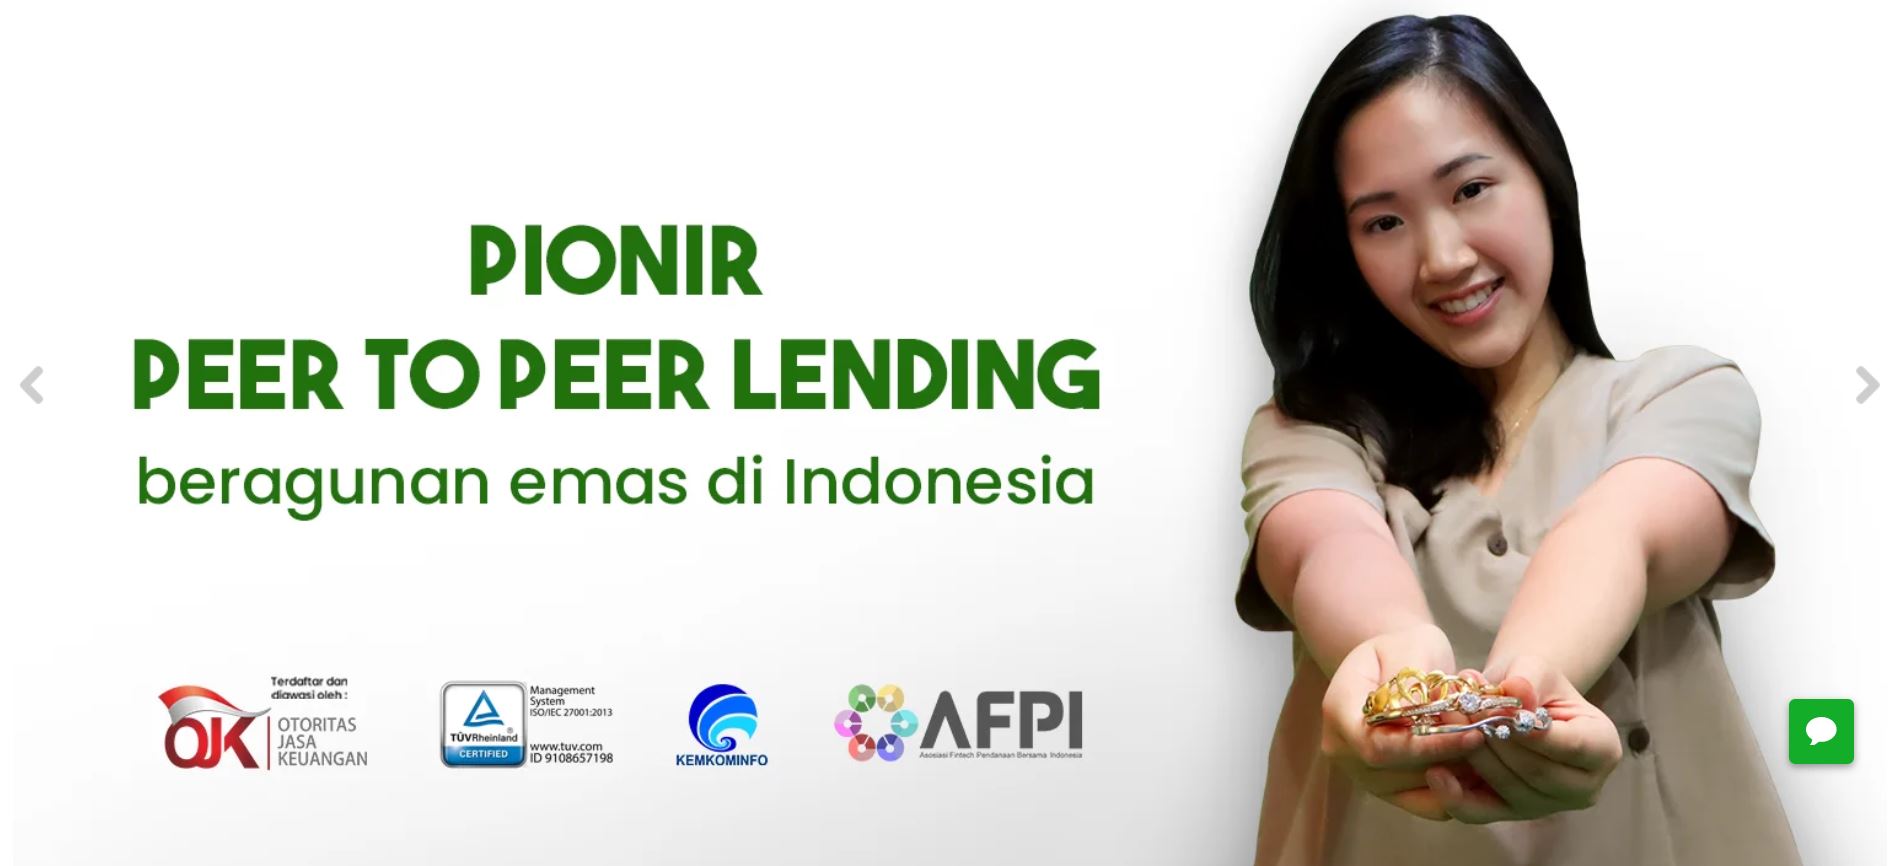 PIONIR
PEER TO PEER LENDING
beragunan emas di Indonesia
Terdaftar dan
diawasi oleh :
OJK
OTORITAS
JASA
KEUANGAN
TÜVRheinland®
CERTIFIED
Management
System
ISO/IEC 27001:2013
www.tuv.com
ID 9108657198
KEMKOMINFO
AFPI
Asosiasi Fintech Pendanaan Bersama Indonesia